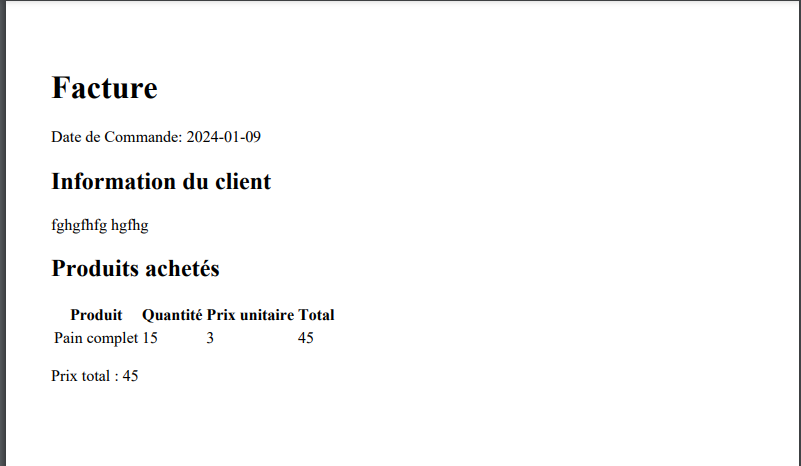 Facture
Date de Commande: 2024-01-09
Information du client
fghgfhfg hgfhg
Produits achetés
Produit Quantité Prix unitaire Total
Pain complet 15 3 45
Prix total : 45